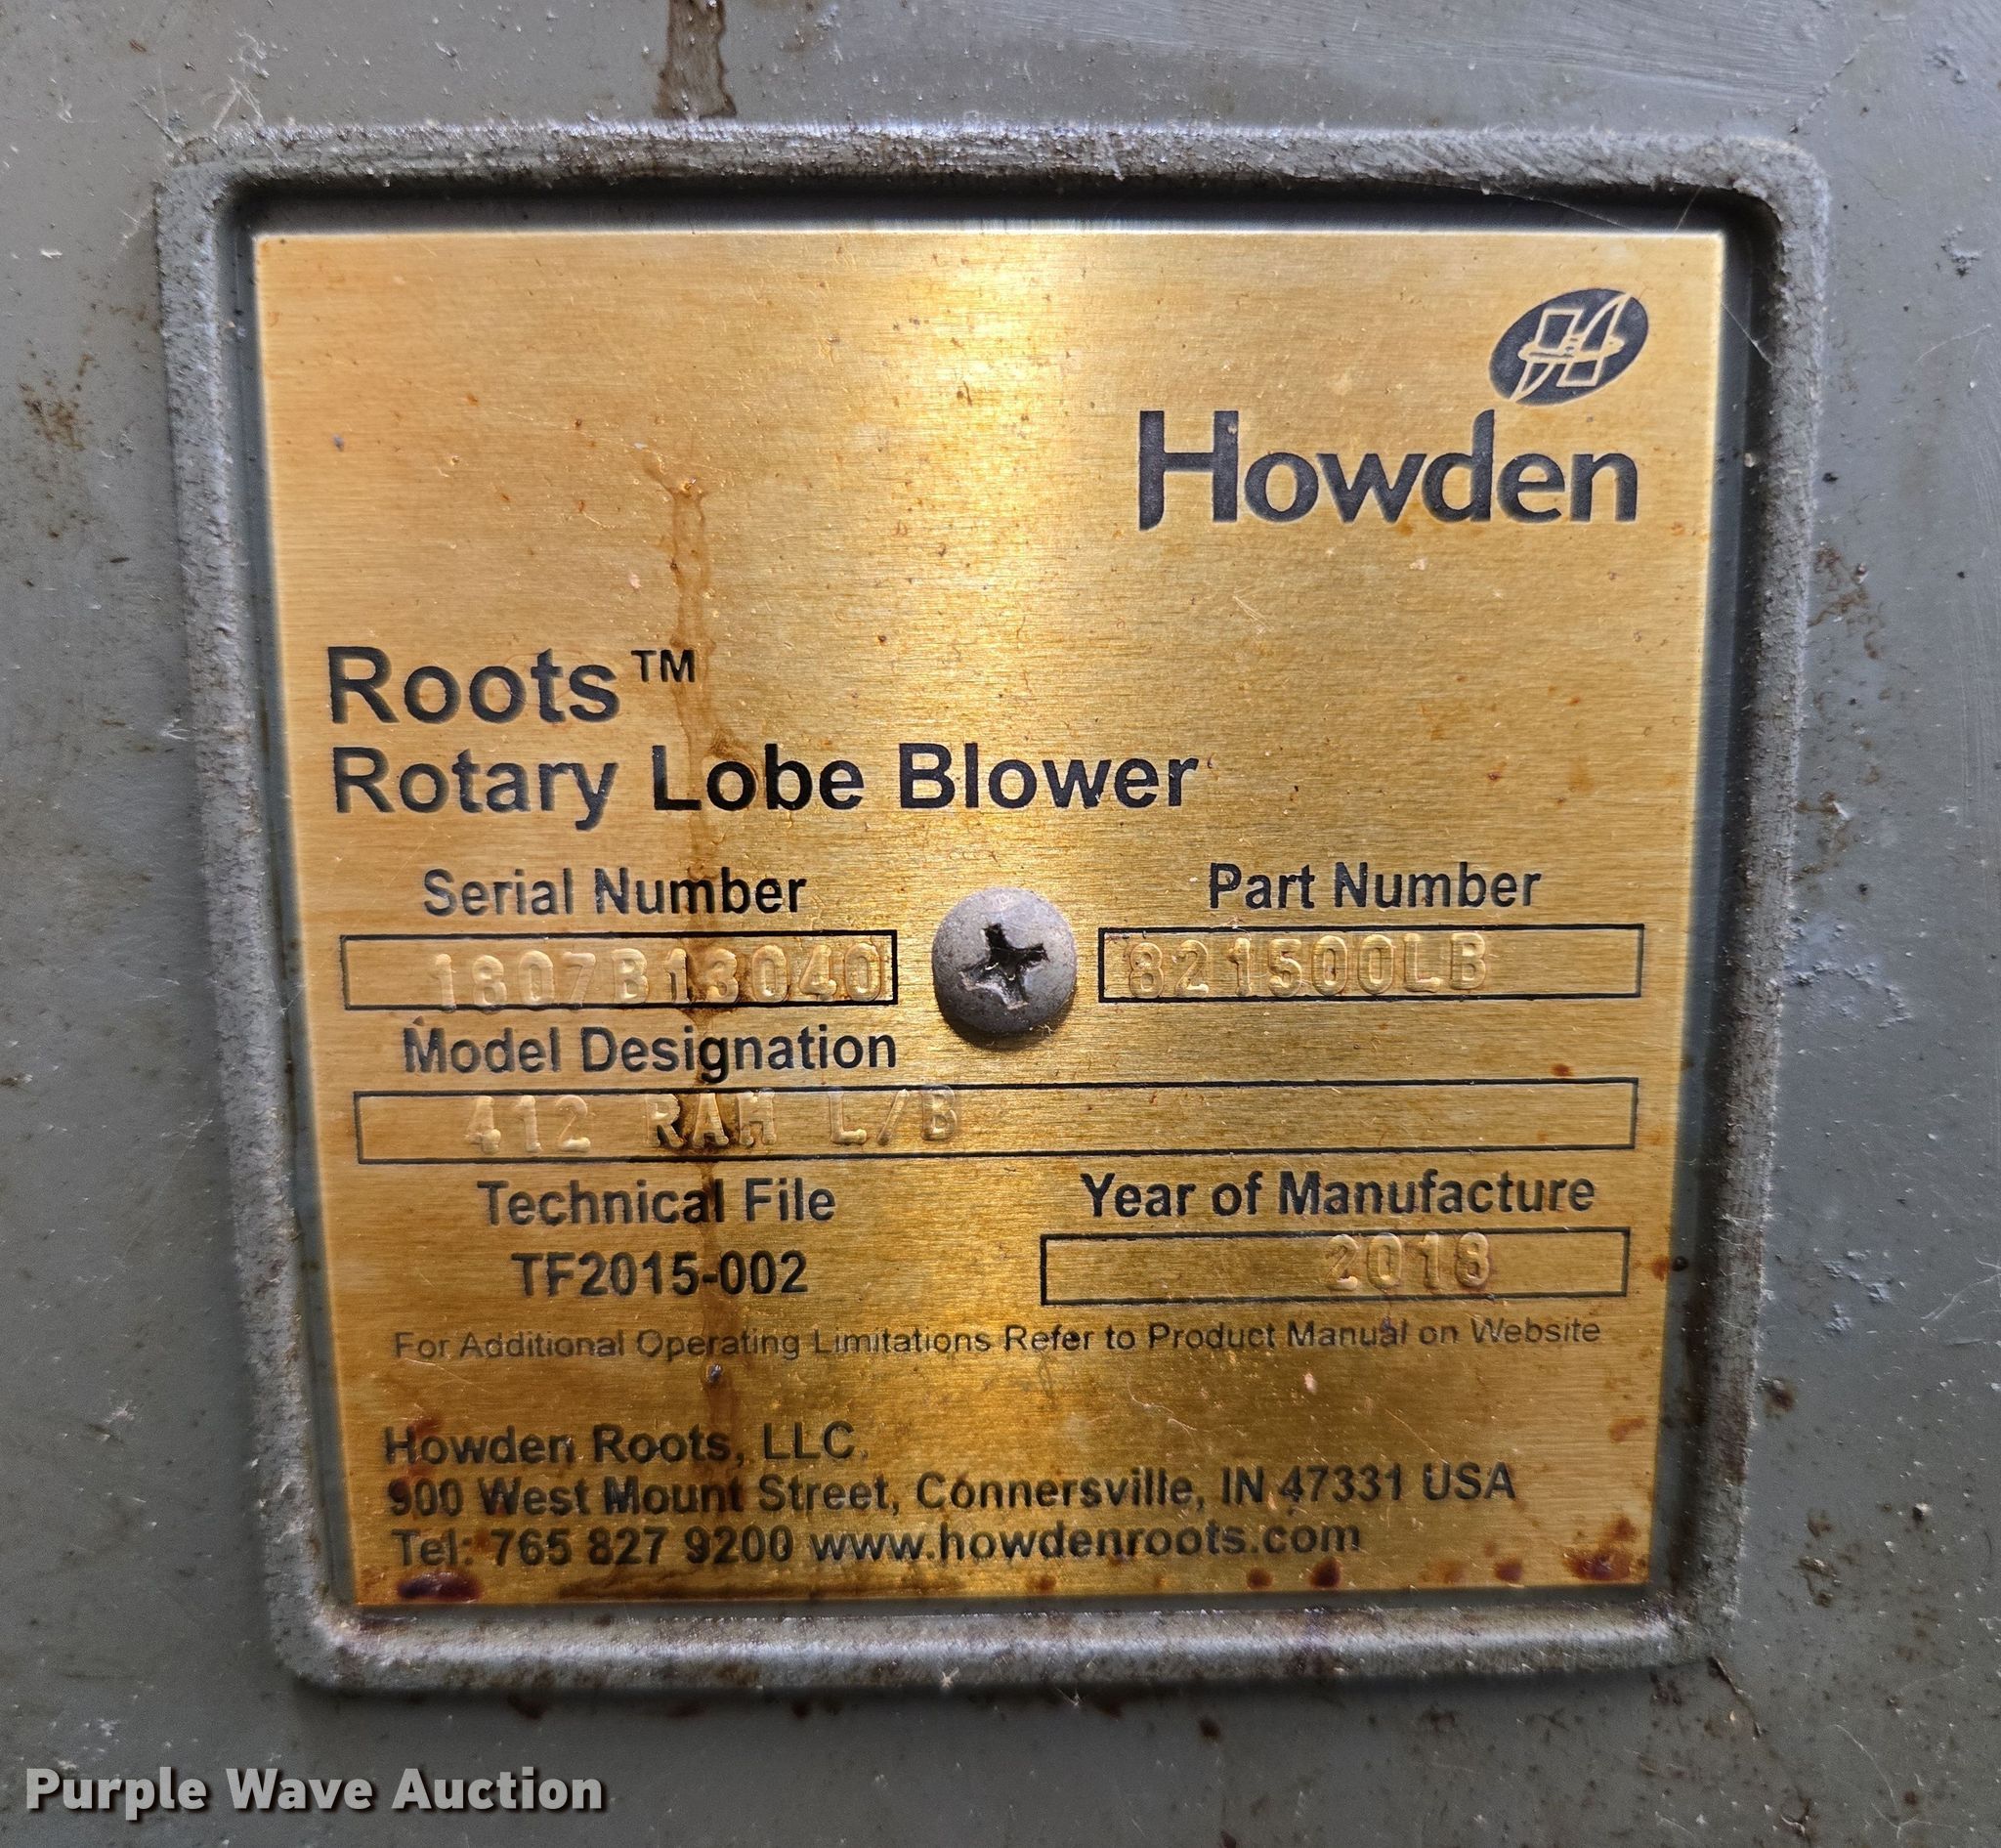 Howden
Roots™
Rotary Lobe Blower
Serial Number
Part Number
1807B13040
821500LB
Model Designation
412 RAM L/B
Technical File
Year of Manufacture
TF2015-002
2018
For Additional Operating Limitations Refer to Product Manual on Website
Howden Roots, LLC.
900 West Mount Street, Connersville, IN 47331 USA
Tel: 765 827 9200 www.howdenroots.com
Purple Wave Auction